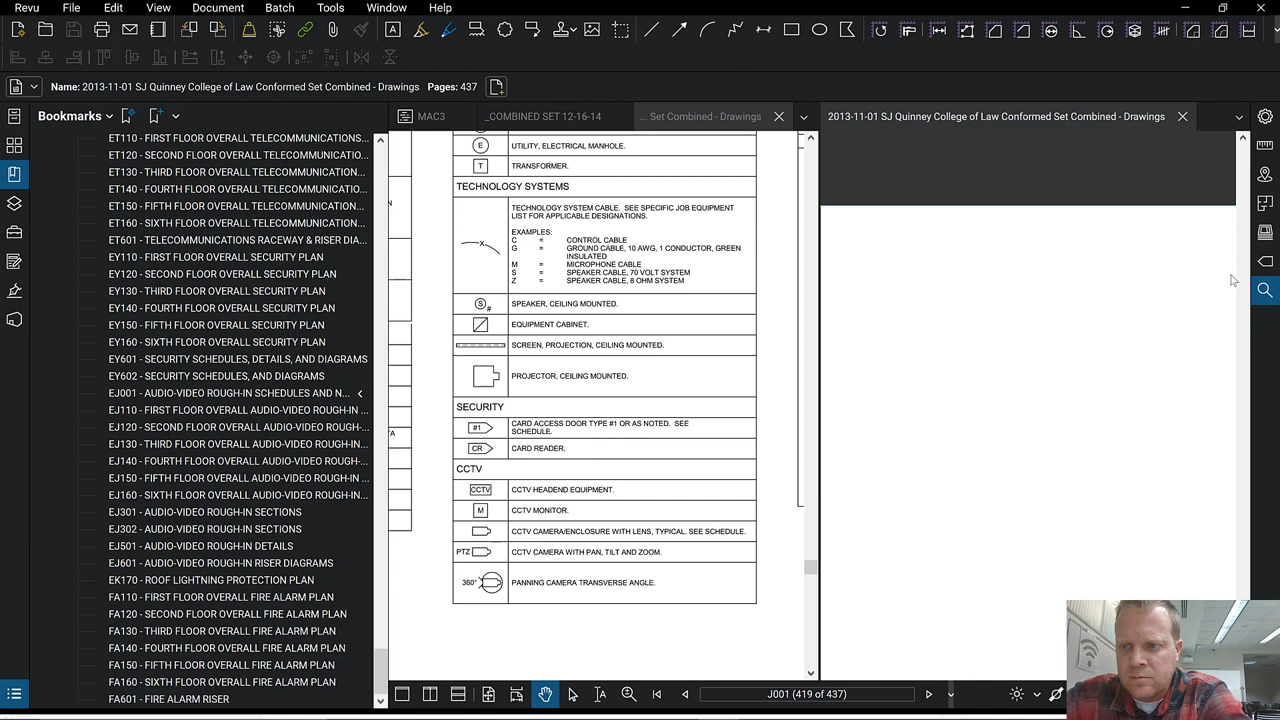 Revu File Edit View Document Batch Tools Window Help
Name: 2013-11-01 SJ Quinney College of Law Conformed Set Combined - Drawings Pages: 437
Bookmarks
MAC3
_COMBINED SET 12-16-14
... Set Combined - Drawings
2013-11-01 SJ Quinney College of Law Conformed Set Combined - Drawings
ET110 - FIRST FLOOR OVERALL TELECOMMUNICATIONS...
ET120 - SECOND FLOOR OVERALL TELECOMMUNICATIO...
ET130 - THIRD FLOOR OVERALL TELECOMMUNICATIONS...
ET140 - FOURTH FLOOR OVERALL TELECOMMUNICATIO...
ET150 - FIFTH FLOOR OVERALL TELECOMMUNICATIONS...
ET160 - SIXTH FLOOR OVERALL TELECOMMUNICATIONS...
ET601 - TELECOMMUNICATIONS RACEWAY & RISER DIA...
EY110 - FIRST FLOOR SECURITY PLAN
EY120 - SECOND FLOOR SECURITY PLAN
EY130 - THIRD FLOOR SECURITY PLAN
EY140 - FOURTH FLOOR SECURITY PLAN
EY150 - FIFTH FLOOR SECURITY PLAN
EY160 - SIXTH FLOOR SECURITY PLAN
EY601 - SECURITY SCHEDULES, DETAILS, AND DIAGRAMS
EY602 - SECURITY SCHEDULES, AND DIAGRAMS
EJ001 - AUDIO-VIDEO ROUGH-IN SCHEDULES AND N...
EJ110 - FIRST FLOOR OVERALL AUDIO-VIDEO ROUGH-IN ...
EJ120 - SECOND FLOOR OVERALL AUDIO-VIDEO ROUGH-...
EJ130 - THIRD FLOOR OVERALL AUDIO-VIDEO ROUGH-IN ...
EJ140 - FOURTH FLOOR OVERALL AUDIO-VIDEO ROUGH-...
EJ150 - FIFTH FLOOR OVERALL AUDIO-VIDEO ROUGH-IN ...
EJ160 - SIXTH FLOOR OVERALL AUDIO-VIDEO ROUGH-IN ...
EJ301 - AUDIO-VIDEO ROUGH-IN SECTIONS
EJ302 - AUDIO-VIDEO ROUGH-IN SECTIONS
EJ501 - AUDIO-VIDEO ROUGH-IN DETAILS
EJ601 - AUDIO-VIDEO ROUGH-IN RISER DIAGRAMS
EK170 - ROOF LIGHTNING PROTECTION PLAN
FA110 - FIRST FLOOR OVERALL FIRE ALARM PLAN
FA120 - SECOND FLOOR OVERALL FIRE ALARM PLAN
FA130 - THIRD FLOOR OVERALL FIRE ALARM PLAN
FA140 - FOURTH FLOOR OVERALL FIRE ALARM PLAN
FA150 - FIFTH FLOOR OVERALL FIRE ALARM PLAN
FA160 - SIXTH FLOOR OVERALL FIRE ALARM PLAN
FA601 - FIRE ALARM RISER
E UTILITY, ELECTRICAL MANHOLE.
T TRANSFORMER.
TECHNOLOGY SYSTEMS
X TECHNOLOGY SYSTEM CABLE. SEE SPECIFIC JOB EQUIPMENT
LIST FOR APPLICABLE DESIGNATIONS.
EXAMPLES:
C = CONTROL CABLE
G = GROUND CABLE, 10 AWG, 1 CONDUCTOR, GREEN
INSULATED
M = MICROPHONE CABLE
S = SPEAKER CABLE, 70 VOLT SYSTEM
Z = SPEAKER CABLE, 8 OHM SYSTEM
S # SPEAKER, CEILING MOUNTED.
EQUIPMENT CABINET.
SCREEN, PROJECTION, CEILING MOUNTED.
PROJECTOR, CEILING MOUNTED.
SECURITY
#1 CARD ACCESS DOOR TYPE #1 OR AS NOTED. SEE
SCHEDULE.
CR CARD READER.
CCTV
CCTV CCTV HEADEND EQUIPMENT.
M CCTV MONITOR.
CCTV CAMERA/ENCLOSURE WITH LENS, TYPICAL. SEE SCHEDULE.
PTZ CCTV CAMERA WITH PAN, TILT AND ZOOM.
360° PANNING CAMERA TRANSVERSE ANGLE.
J001 (419 of 437)